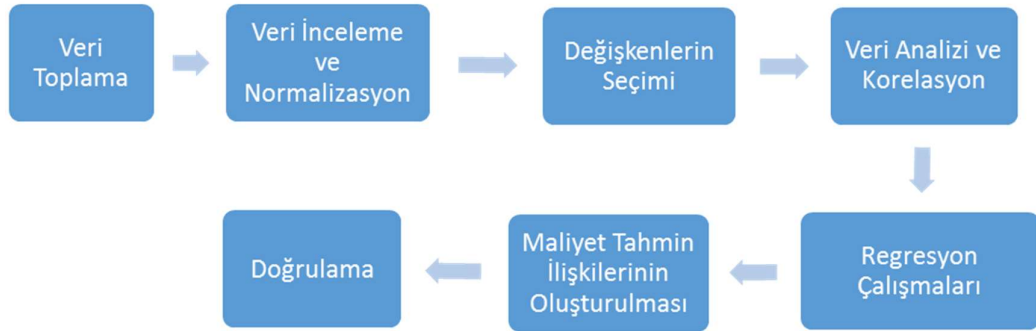 Veri
Toplama
Veri İnceleme
ve
Normalizasyon
Değişkenlerin
Seçimi
Veri Analizi ve
Korelasyon
Regresyon
Çalışmaları
Maliyet Tahmin
İlişkilerinin
Oluşturulması
Doğrulama